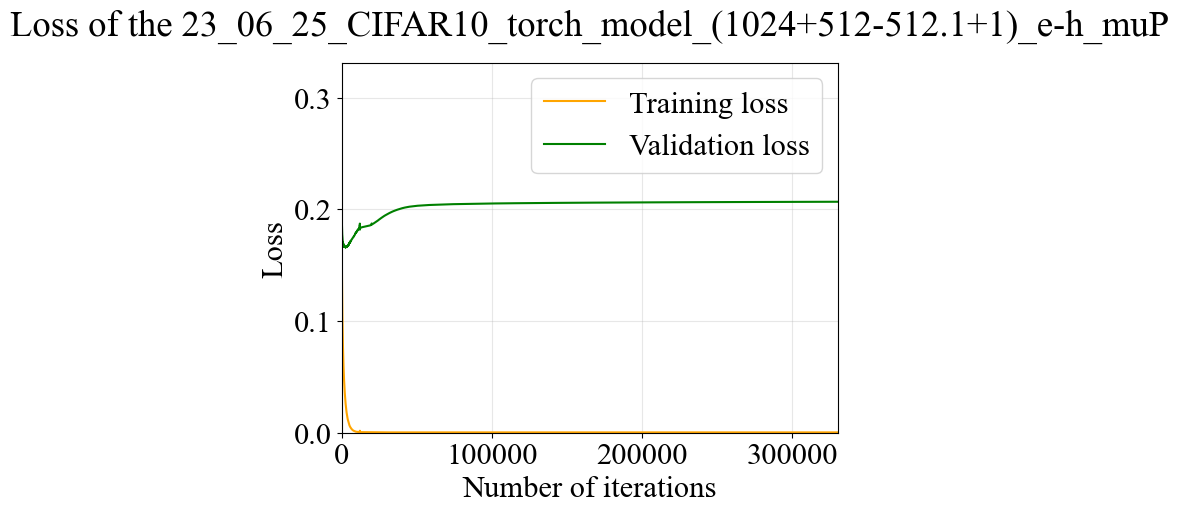 Loss of the 23_06_25_CIFAR10_torch_model_(1024+512-512.1+1)_e-h_muP
Training loss
Validation loss
0.3
0.2
0.1
0.0
Loss
0
100000
200000
300000
Number of iterations